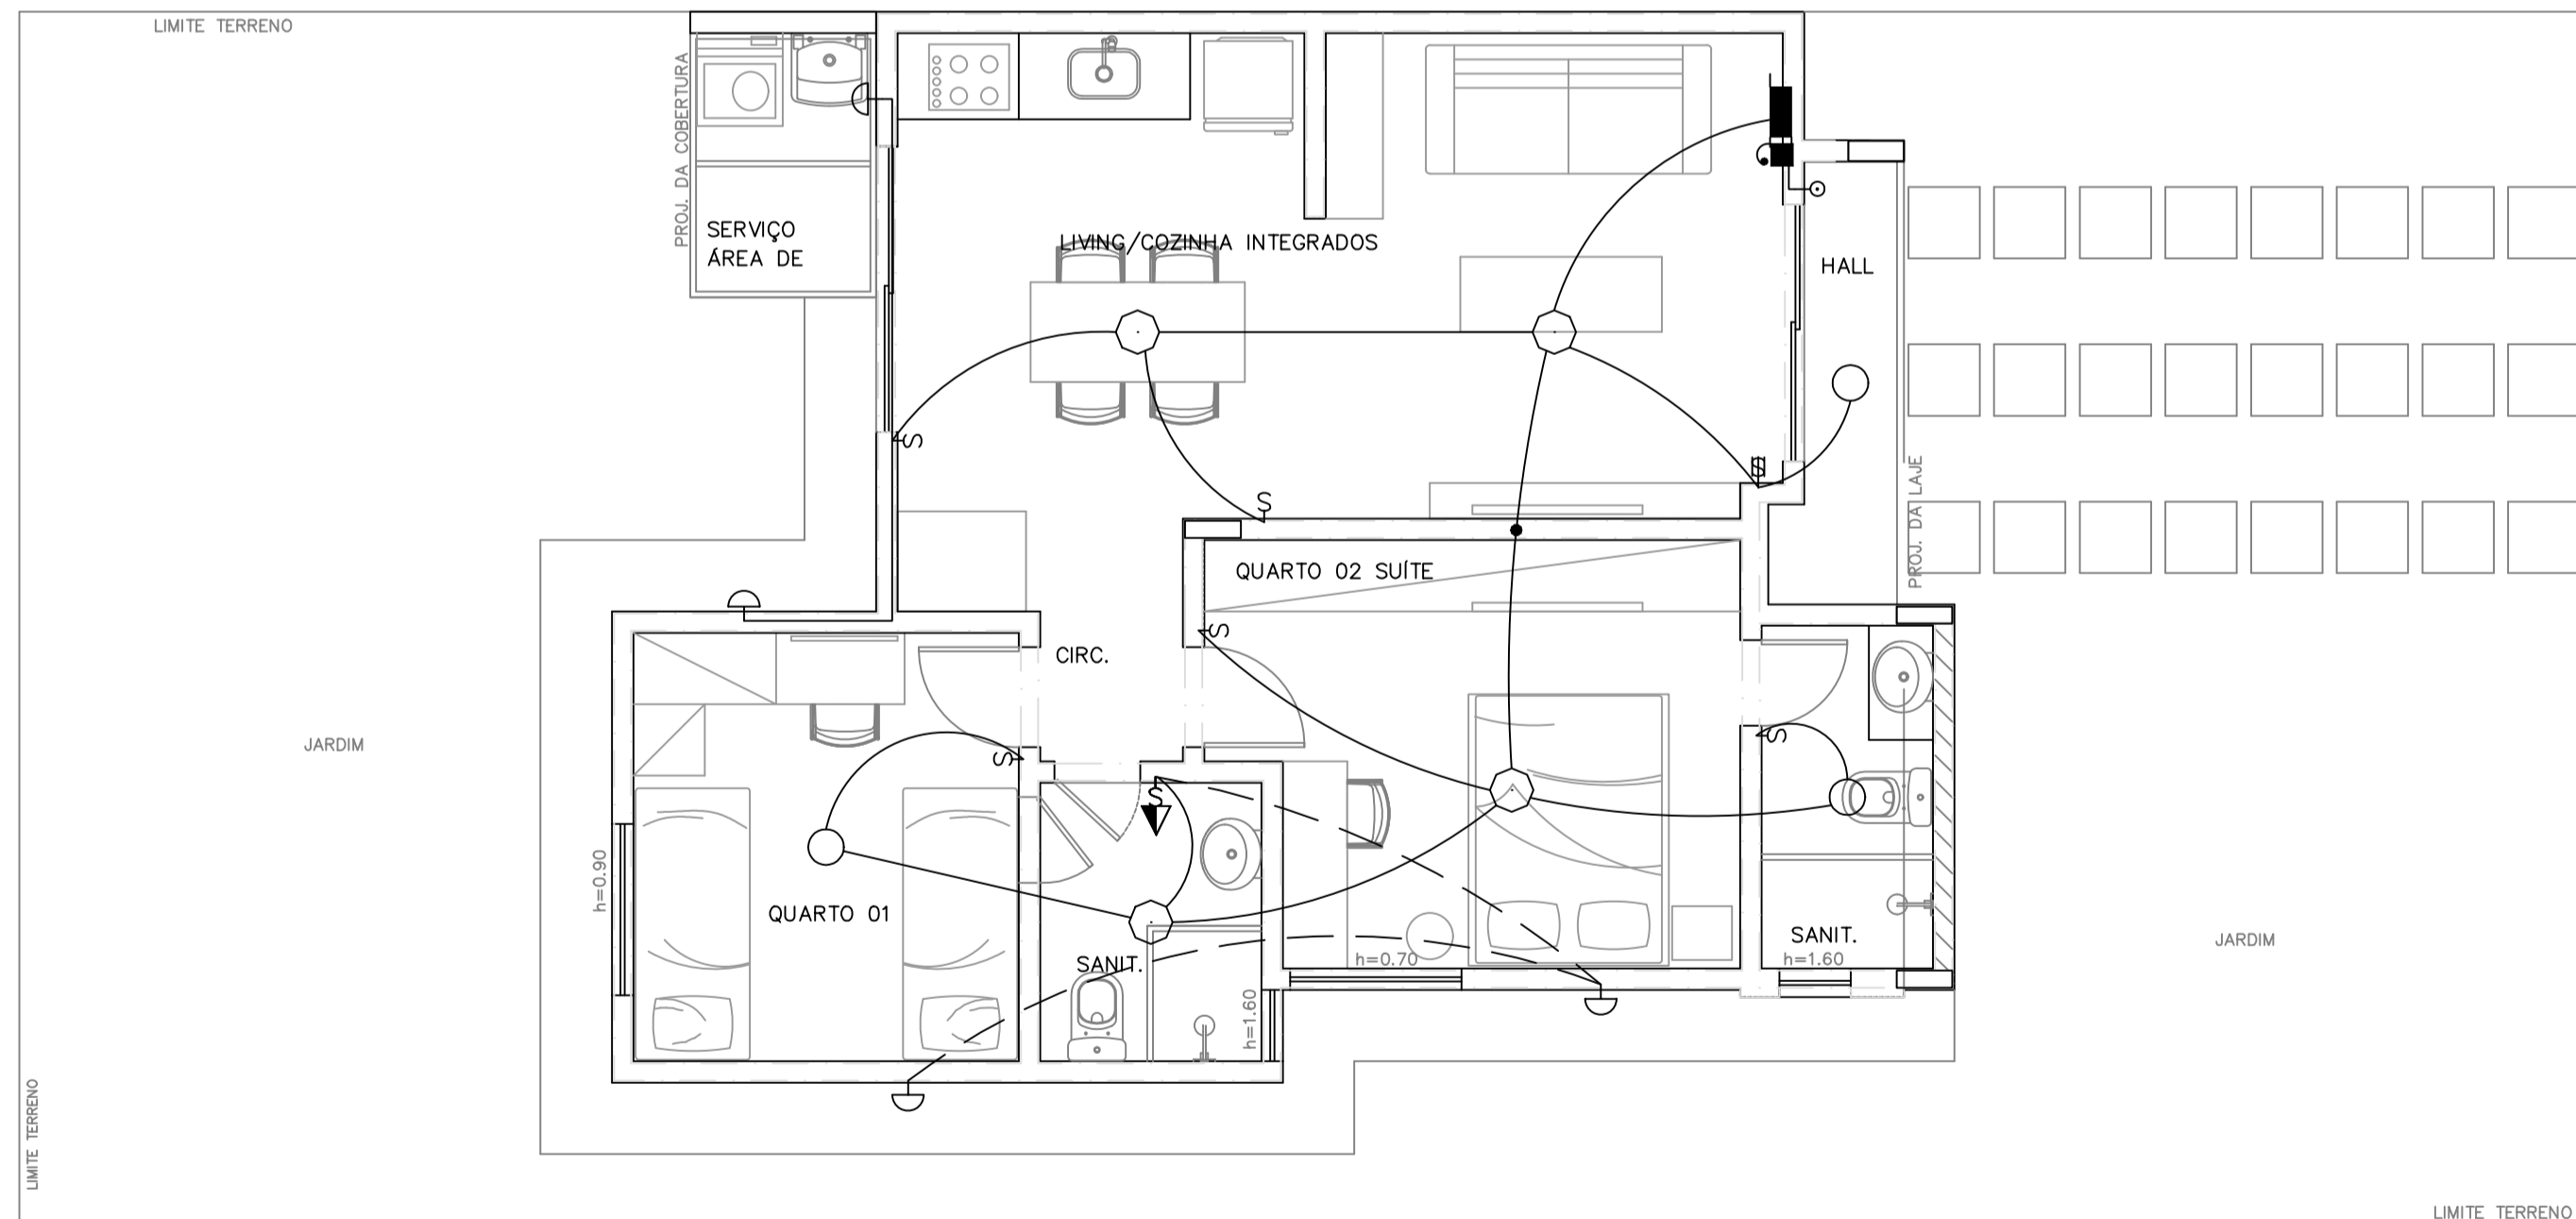 LIMITE TERRENO
PROJ. DA COBERTURA
SERVIÇO
ÁREA DE
LIVING/COZINHA INTEGRADOS
HALL
S
S
S
PROJ. DA LAJE
QUARTO 02 SUÍTE
S
CIRC.
S
S
JARDIM
S
h=0.90
QUARTO 01
SANIT.
h=0.70
SANIT.
h=1.60
JARDIM
h=1.60
LIMITE TERRENO
LIMITE TERRENO